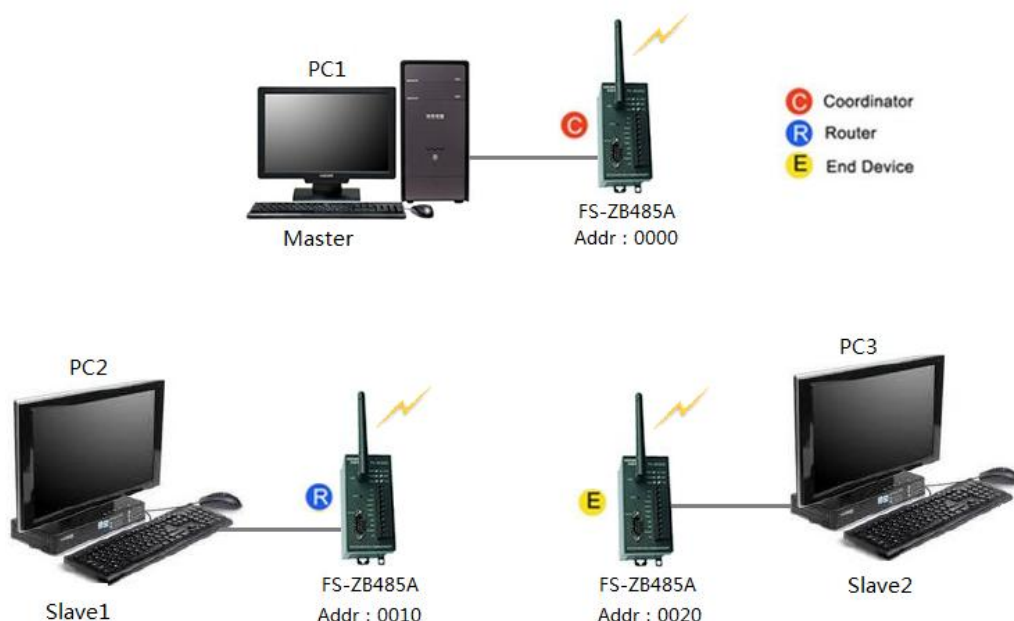 PC1
C
C Coordinator
R Router
E End Device
FS-ZB485A
Addr : 0000
Master
PC2
PC3
R
E
FS-ZB485A
Addr : 0010
FS-ZB485A
Addr : 0020
Slave1
Slave2